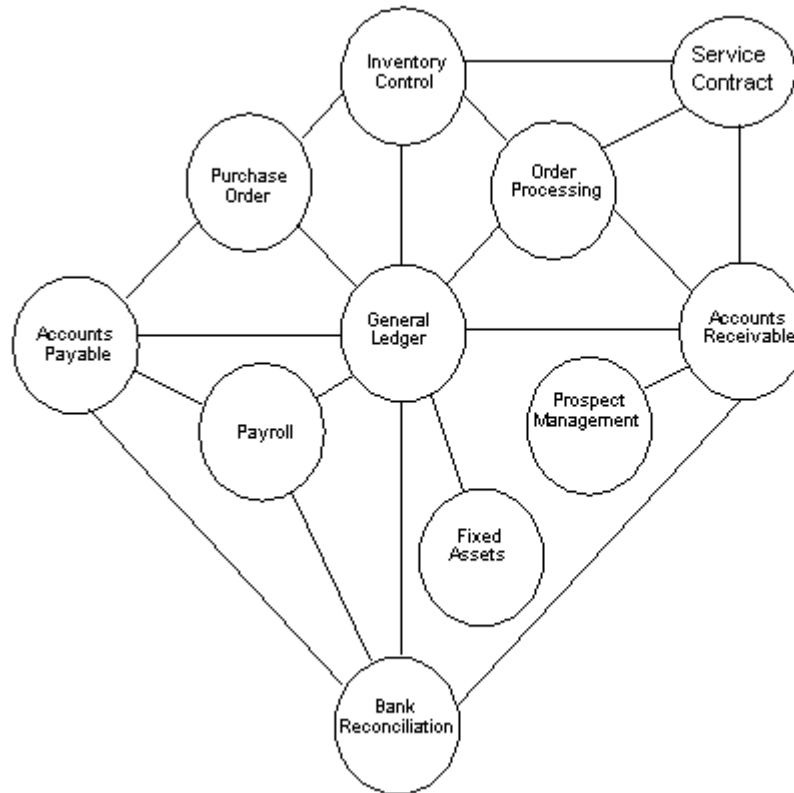 Inventory
Control
Service
Contract
Purchase
Order
Order
Processing
Accounts
Payable
General
Ledger
Accounts
Receivable
Payroll
Prospect
Management
Fixed
Assets
Bank
Reconciliation